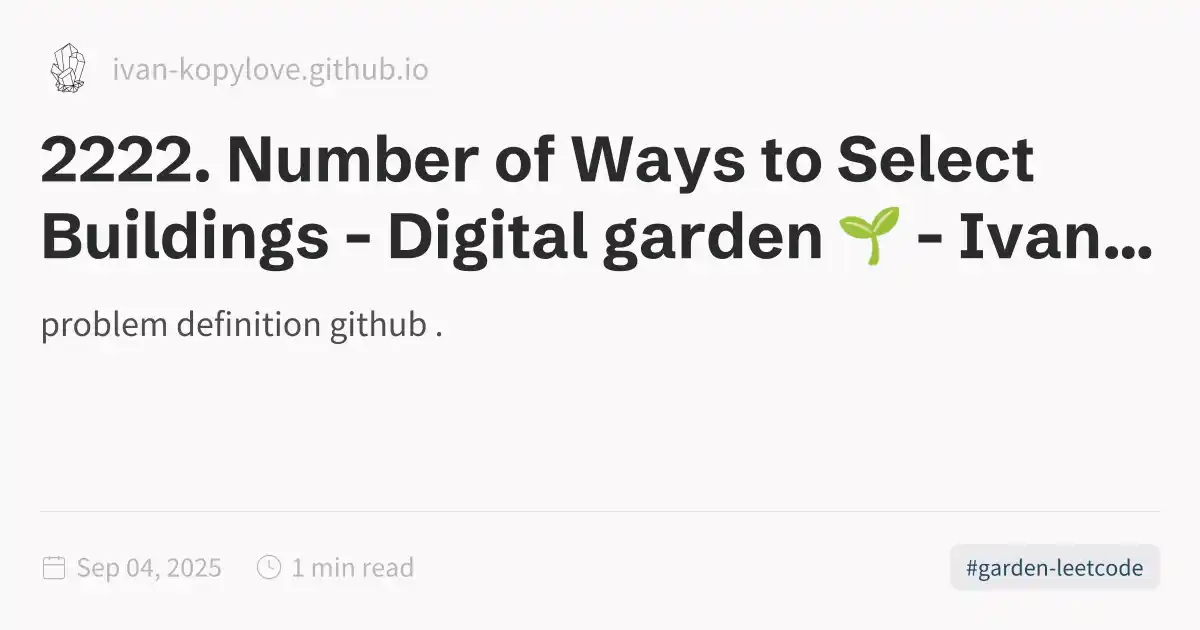 ivan-kopylove.github.io
2222. Number of Ways to Select
Buildings - Digital garden 🌱 - Ivan...
problem definition github .
Sep 04, 2025 1 min read
#garden-leetcode